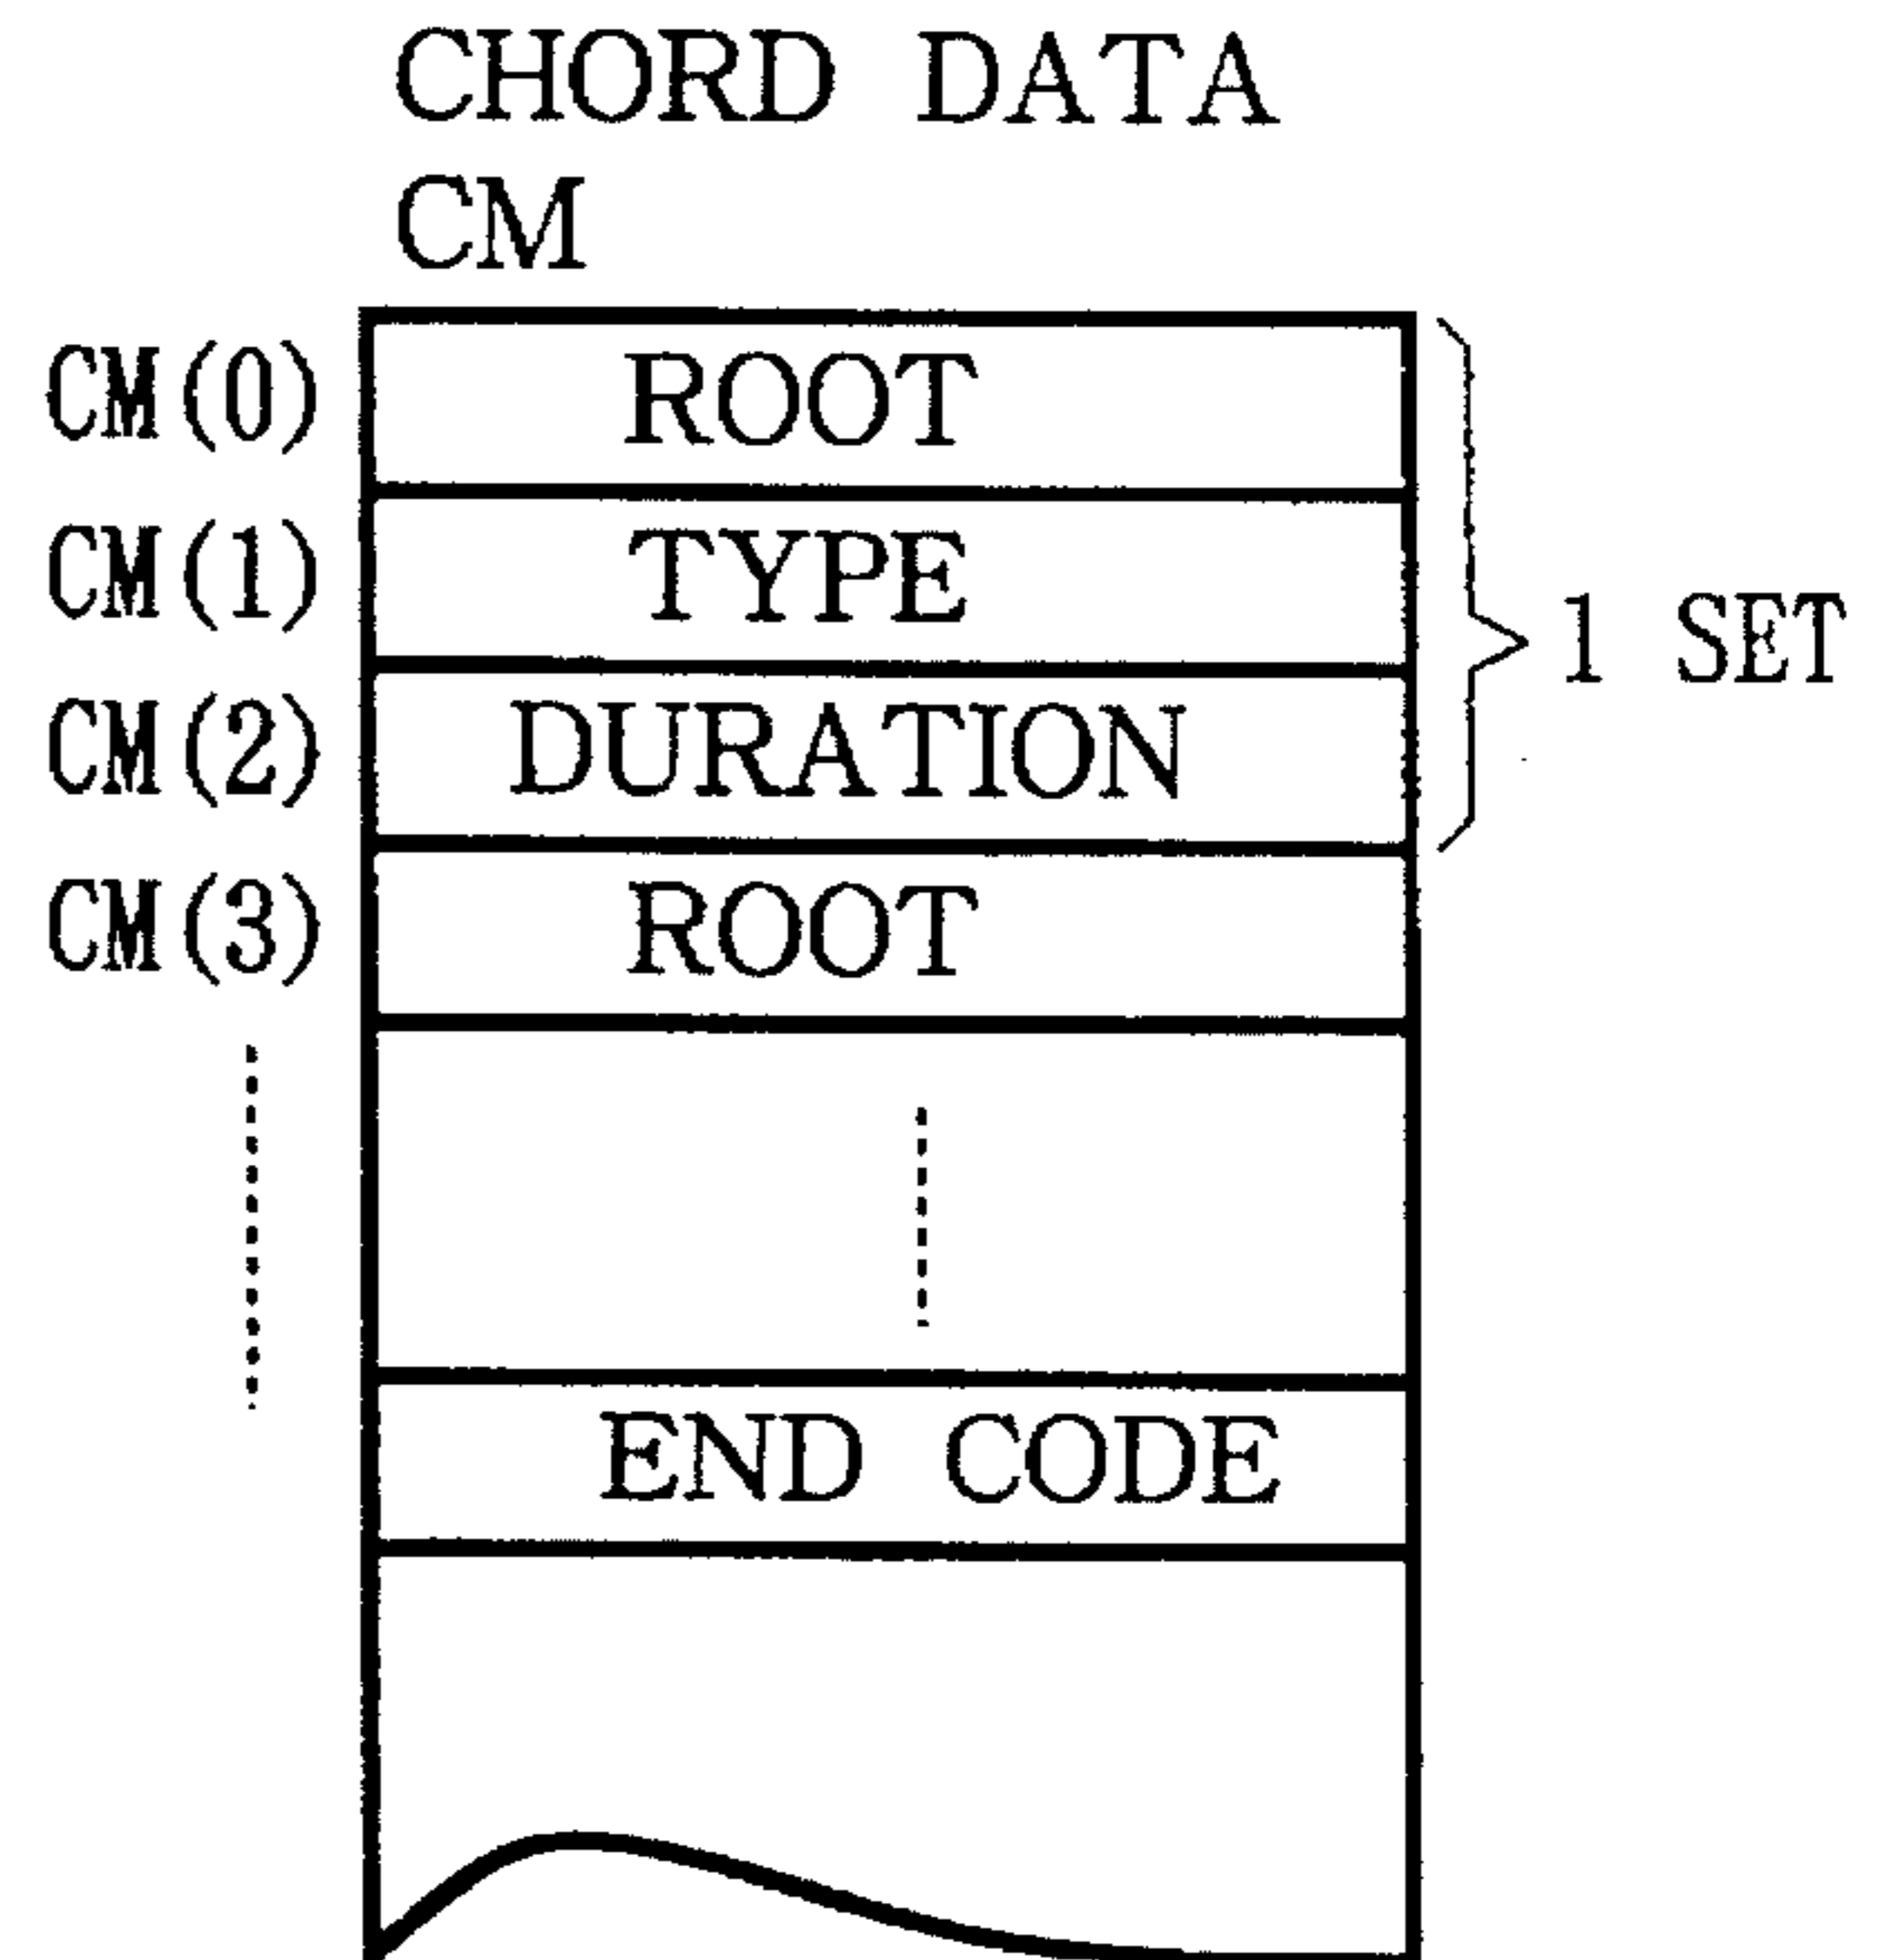 CHORD DATA
CM
CM(0) ROOT
CM(1) TYPE
CM(2) DURATION
1 SET
CM(3) ROOT
END CODE